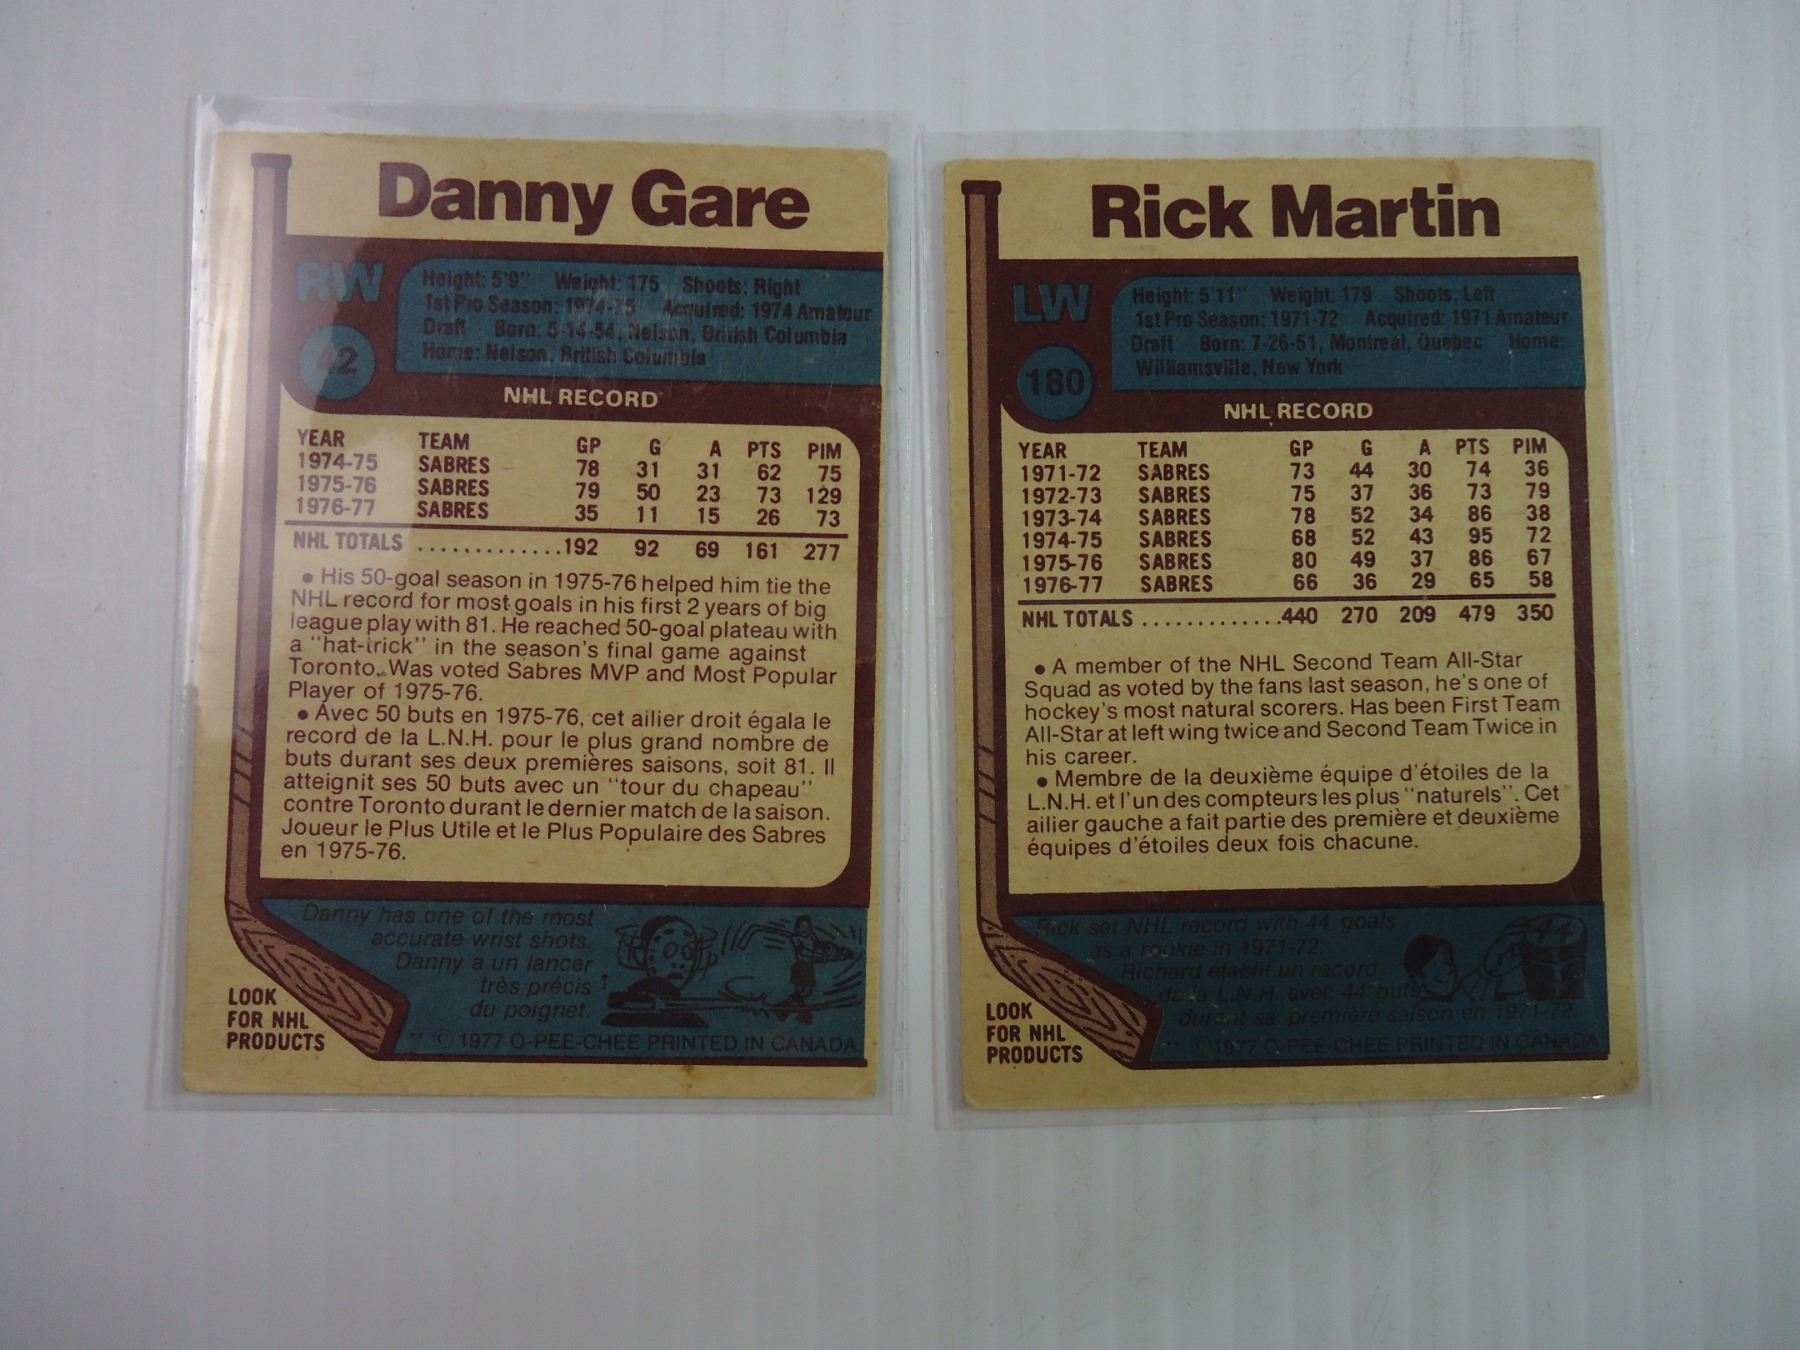 Danny Gare
RW
Height: 5'9" Weight: 175 Shoots: Right
1st Pro Season: 1974-75 Acquired: 1974 Amateur
Draft Born: 5-14-54, Nelson, British Columbia
Home: Nelson, British Columbia
42
NHL RECORD
YEAR TEAM GP G A PTS PIM
1974-75 SABRES 78 31 31 62 75
1975-76 SABRES 79 50 23 73 129
1976-77 SABRES 35 11 15 26 73
NHL TOTALS .............192 92 69 161 277
• His 50-goal season in 1975-76 helped him tie the
NHL record for most goals in his first 2 years of big
league play with 81. He reached 50-goal plateau with
a "hat-trick" in the season's final game against
Toronto. Was voted Sabres MVP and Most Popular
Player of 1975-76.
• Avec 50 buts en 1975-76, cet ailier droit égala le
record de la L.N.H. pour le plus grand nombre de
buts durant ses deux premières saisons, soit 81. Il
atteignit ses 50 buts avec un "tour du chapeau"
contre Toronto durant le dernier match de la saison.
Joueur le Plus Utile et le Plus Populaire des Sabres
en 1975-76.
Danny has one of the most
accurate wrist shots.
Danny a un lancer
très précis
du poignet.
LOOK
FOR NHL
PRODUCTS
** © 1977 O-PEE-CHEE PRINTED IN CANADA
Rick Martin
LW
Height: 5'11" Weight: 179 Shoots: Left
1st Pro Season: 1971-72 Acquired: 1971 Amateur
Draft Born: 7-26-51, Montreal, Quebec Home:
Williamsville, New York
180
NHL RECORD
YEAR TEAM GP G A PTS PIM
1971-72 SABRES 73 44 30 74 36
1972-73 SABRES 75 37 36 73 79
1973-74 SABRES 78 52 34 86 38
1974-75 SABRES 68 52 43 95 72
1975-76 SABRES 80 49 37 86 67
1976-77 SABRES 66 36 29 65 58
NHL TOTALS .............440 270 209 479 350
• A member of the NHL Second Team All-Star
Squad as voted by the fans last season, he's one of
hockey's most natural scorers. Has been First Team
All-Star at left wing twice and Second Team Twice in
his career.
• Membre de la deuxième équipe d'étoiles de la
L.N.H. et l'un des compteurs les plus "naturels". Cet
ailier gauche a fait partie des première et deuxième
équipes d'étoiles deux fois chacune.
Rick set NHL record with 44 goals
as a rookie in 1971-72.
Richard établit un record
de la L.N.H. avec 44 buts
durant sa première saison en 1971-72.
44
LOOK
FOR NHL
PRODUCTS
** © 1977 O-PEE-CHEE PRINTED IN CANADA